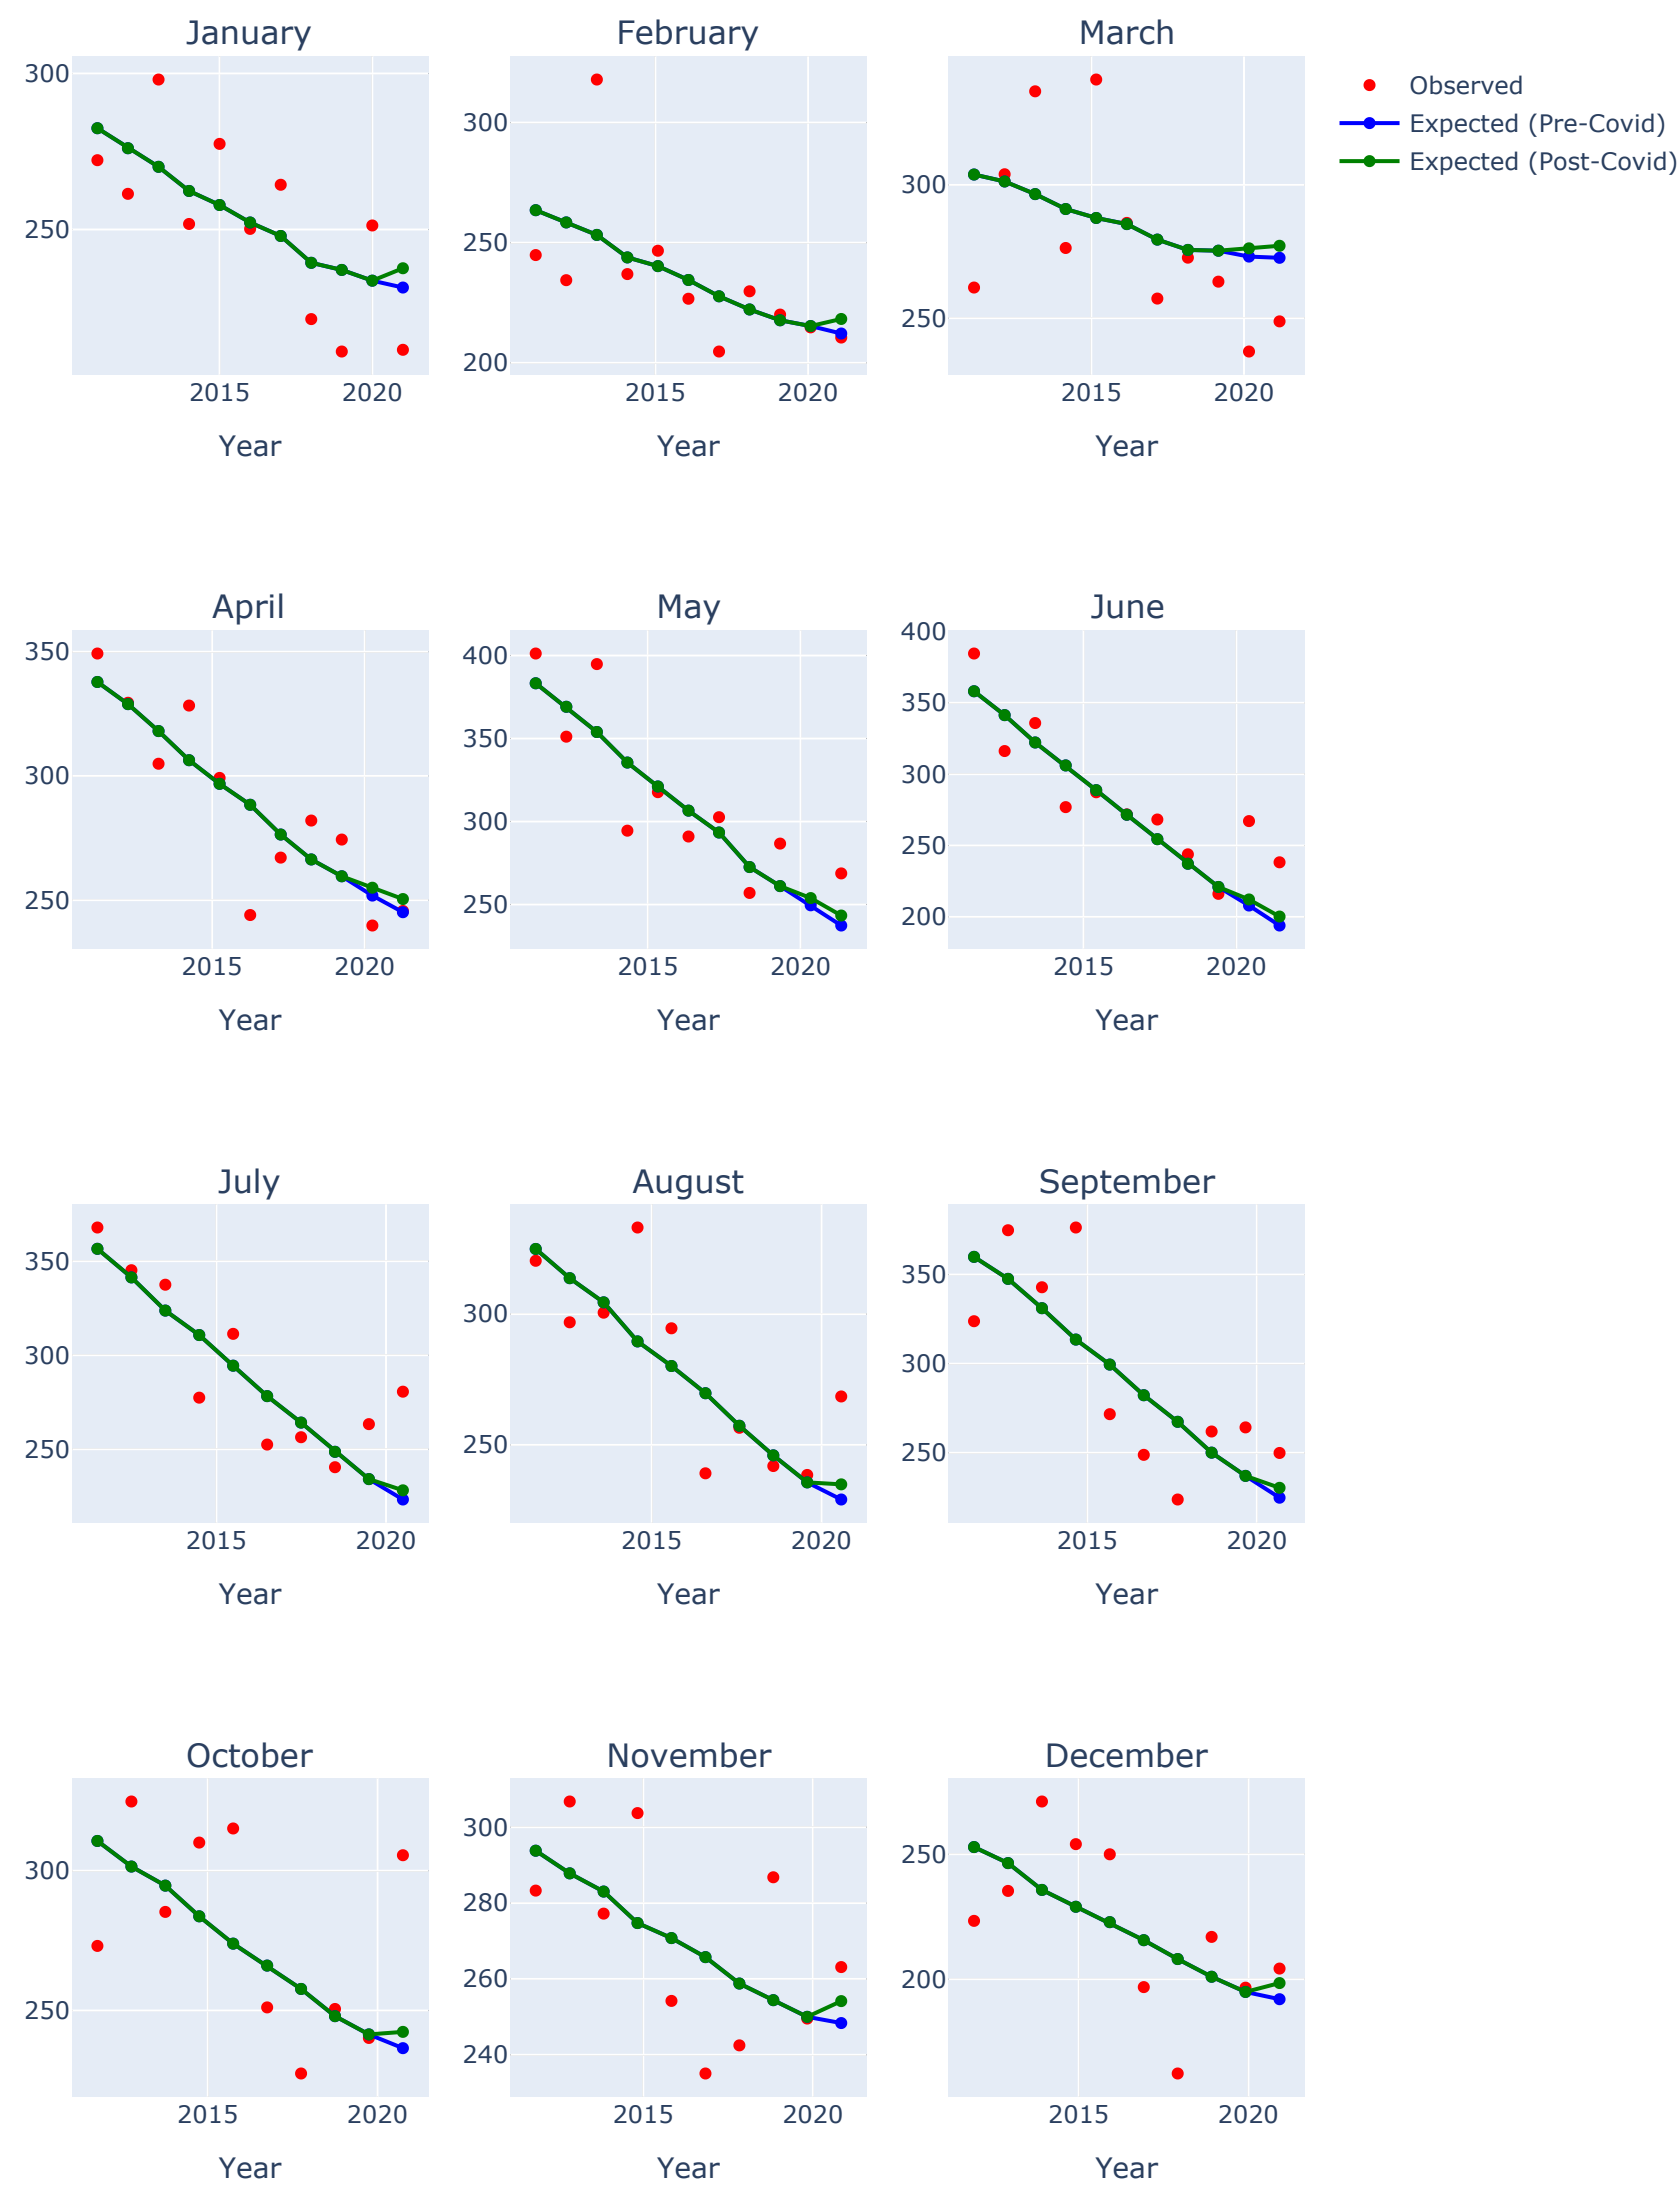 January
February
March
300
250
2015
2020
Year
300
250
200
2015
2020
Year
300
250
2015
2020
Year
Observed
Expected (Pre-Covid)
Expected (Post-Covid)
April
May
June
350
300
250
2015
2020
Year
400
350
300
250
2015
2020
Year
400
350
300
250
200
2015
2020
Year
July
August
September
350
300
250
2015
2020
Year
300
250
2015
2020
Year
350
300
250
2015
2020
Year
October
November
December
300
250
2015
2020
Year
300
280
260
240
2015
2020
Year
250
200
2015
2020
Year